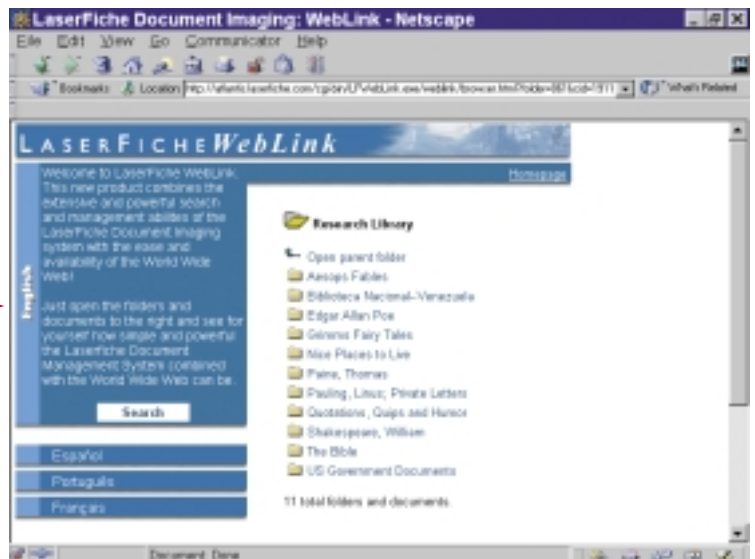 LaserFiche Document Imaging: WebLink - Netscape
File Edit View Go Communicator Help
Bookmarks Location What's Related
LASERFICHE WebLink
Homepage
English
Welcome to LaserFiche WebLink.
This new product combines the
extensive and powerful search
and management abilities of the
LaserFiche Document Imaging
system with the ease and
availability of the World Wide
Web!
Just open the folders and
documents to the right and see for
yourself how simple and powerful
the Laserfiche Document
Management System combined
with the World Wide Web can be.
Search
Español
Português
Français
Research Library
Open parent folder
Aesops Fables
Biblioteca Nacional-Venezuela
Edgar Allan Poe
Grimms Fairy Tales
Nice Places to Live
Paine, Thomas
Pauling, Linus; Private Letters
Quotations, Quips and Humor
Shakespeare, William
The Bible
US Government Documents
11 total folders and documents.
Document: Done